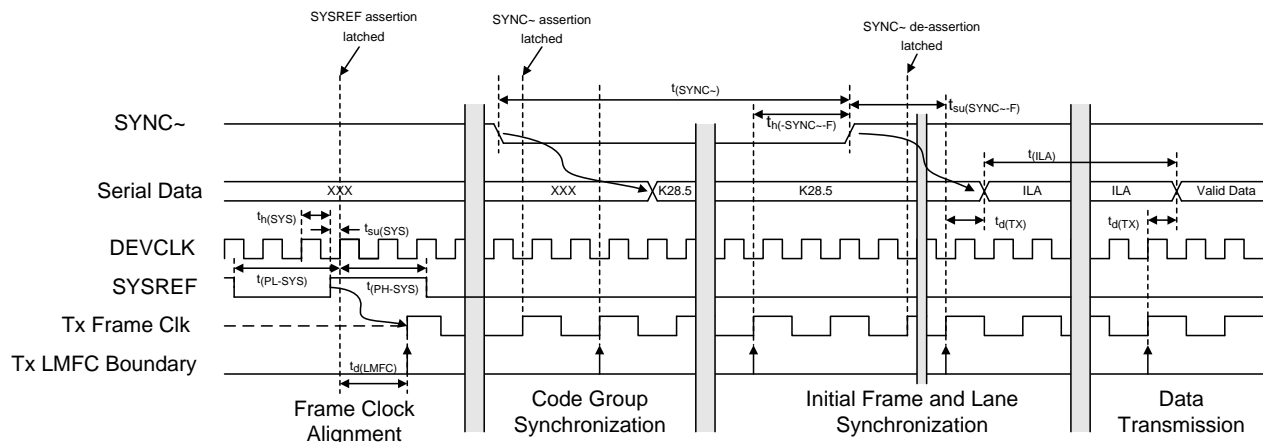 SYSREF assertion
latched
SYNC~ assertion
latched
SYNC~ de-assertion
latched
t(SYNC~)
tsu(SYNC~-F)
SYNC~
th(-SYNC~-F)
t(ILA)
Serial Data
XXX
XXX
K28.5
K28.5
ILA
ILA
Valid Data
th(SYS)
tsu(SYS)
td(TX)
td(TX)
DEVCLK
t(PL-SYS)
t(PH-SYS)
SYSREF
Tx Frame Clk
Tx LMFC Boundary
td(LMFC)
Frame Clock
Alignment
Code Group
Synchronization
Initial Frame and Lane
Synchronization
Data
Transmission